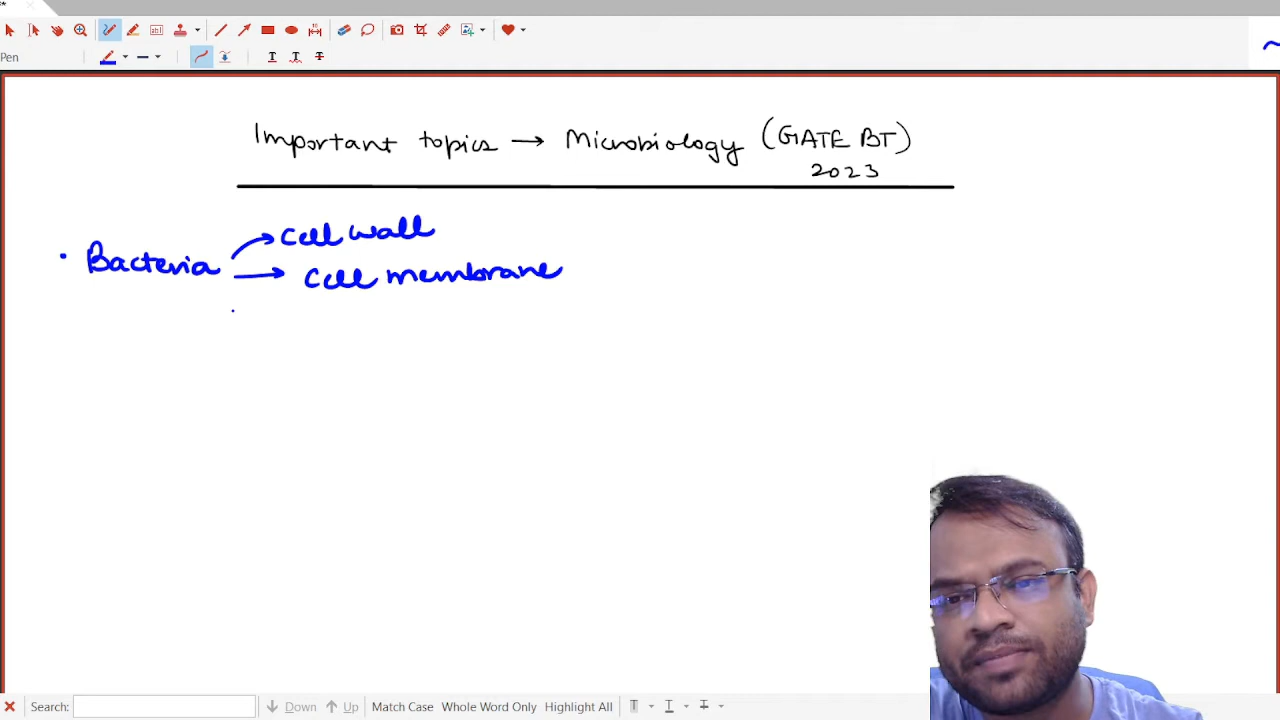 Pen
Important topics → Microbiology (GATE BT)
2023
• Bacteria → Cell wall
→ Cell membrane
Search: Down Up Match Case Whole Word Only Highlight All T T T